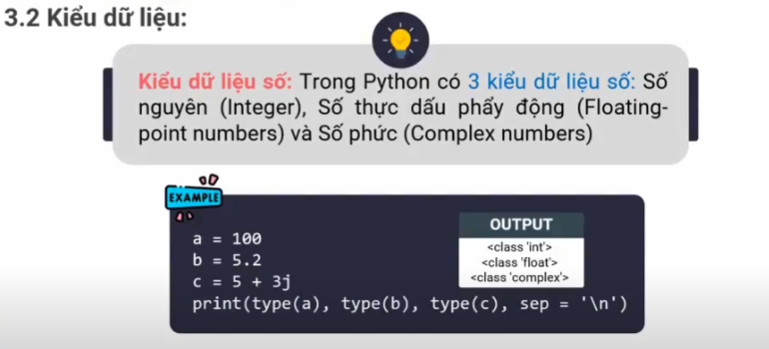 3.2 Kiểu dữ liệu:
Kiểu dữ liệu số: Trong Python có 3 kiểu dữ liệu số: Số
nguyên (Integer), Số thực dấu phẩy động (Floating-
point numbers) và Số phức (Complex numbers)
EXAMPLE
a = 100
b = 5.2
c = 5 + 3j
print(type(a), type(b), type(c), sep = '\n')
OUTPUT
<class 'int'>
<class 'float'>
<class 'complex'>